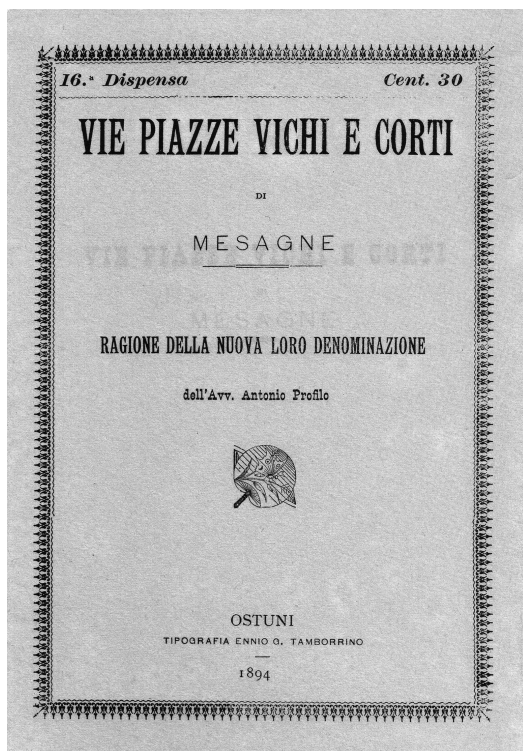 16.ª Dispensa Cent. 30
VIE PIAZZE VICHI E CORTI
DI
MESAGNE
RAGIONE DELLA NUOVA LORO DENOMINAZIONE
dell'Avv. Antonio Profilo
OSTUNI
TIPOGRAFIA ENNIO G. TAMBORRINO
1894